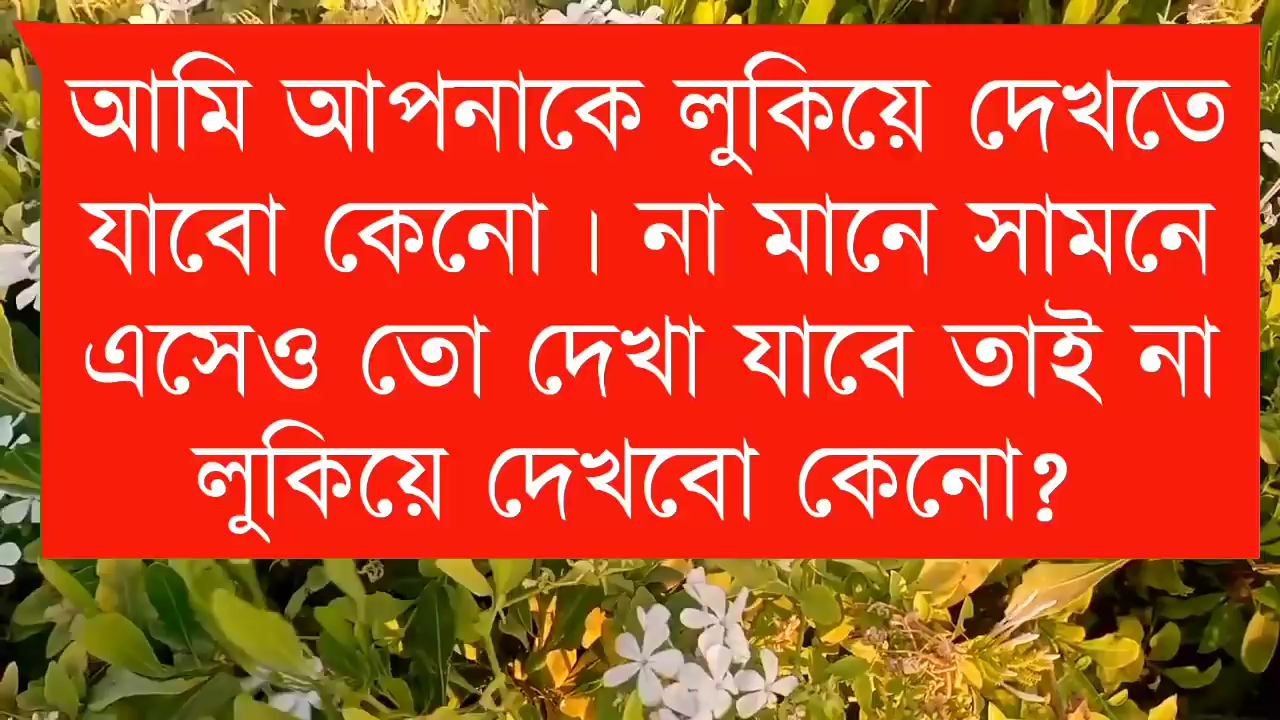 আমি আপনাকে লুকিয়ে দেখতে
যাবো কেনো। না মানে সামনে
এসেও তো দেখা যাবে তাই না
লুকিয়ে দেখবো কেনো?